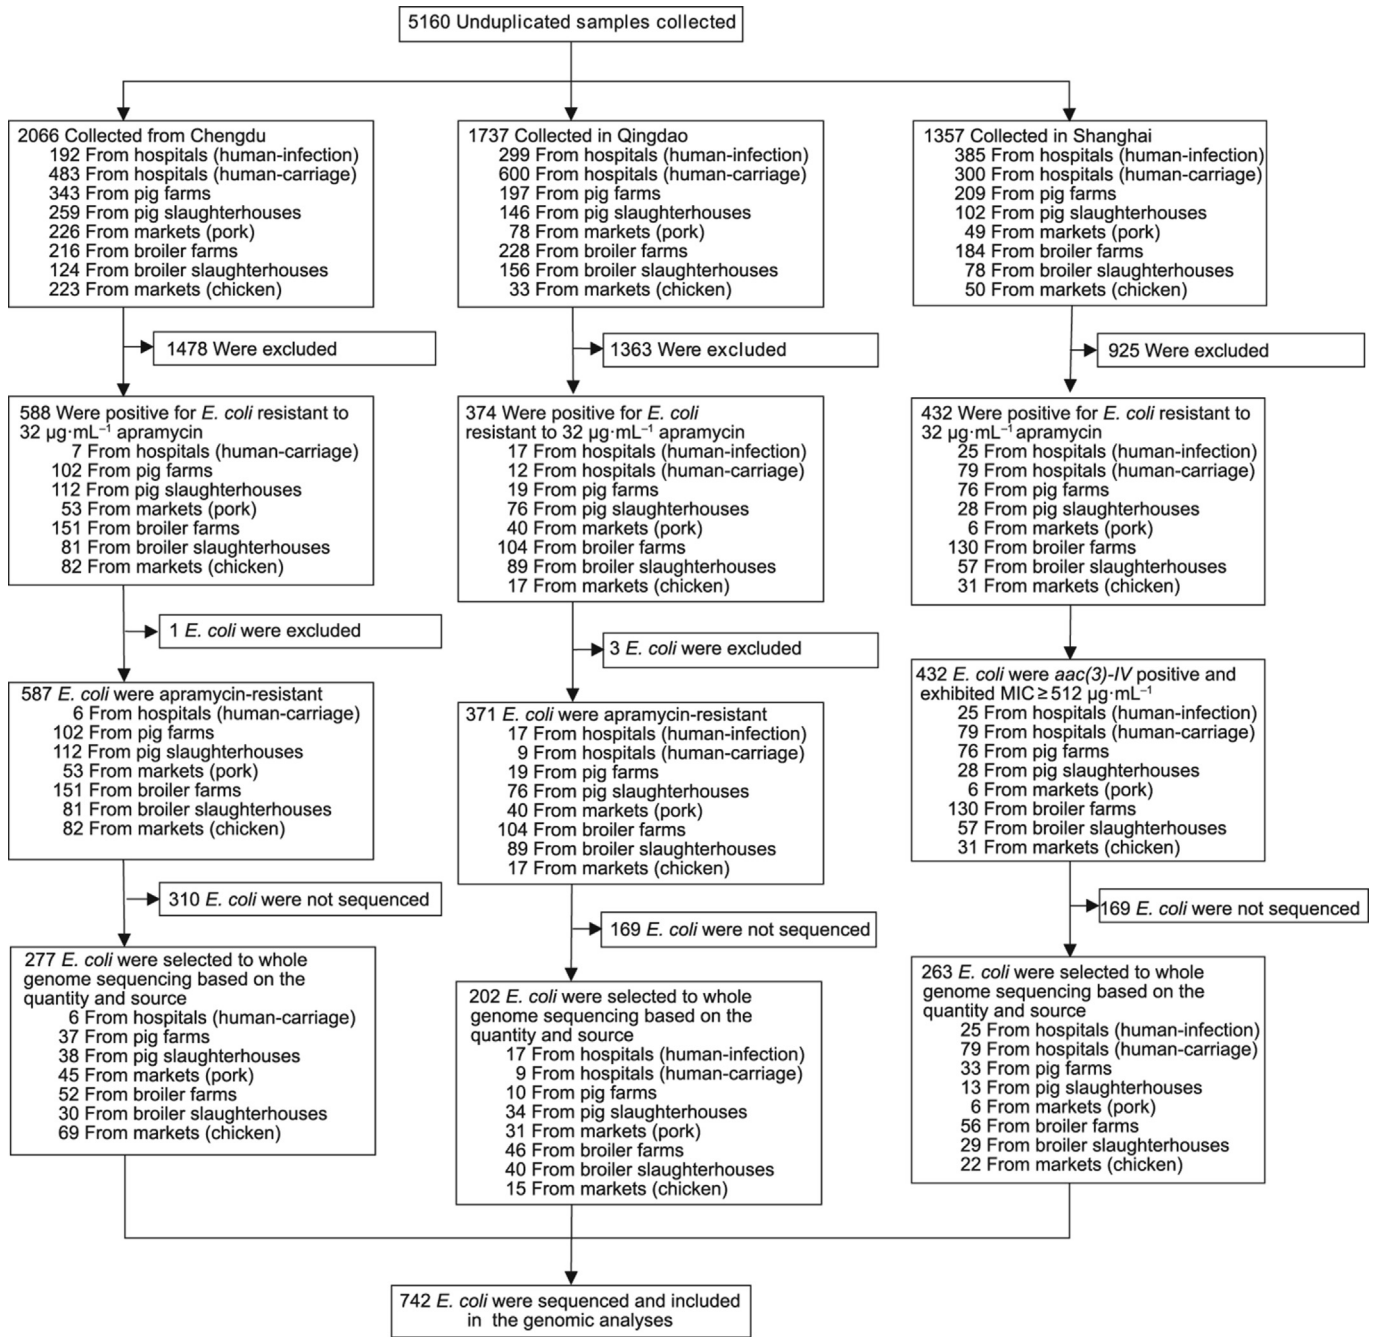 5160 Unduplicated samples collected
2066 Collected from Chengdu
192 From hospitals (human-infection)
483 From hospitals (human-carriage)
343 From pig farms
259 From pig slaughterhouses
226 From markets (pork)
216 From broiler farms
124 From broiler slaughterhouses
223 From markets (chicken)
1737 Collected in Qingdao
299 From hospitals (human-infection)
600 From hospitals (human-carriage)
197 From pig farms
146 From pig slaughterhouses
78 From markets (pork)
228 From broiler farms
156 From broiler slaughterhouses
33 From markets (chicken)
1357 Collected in Shanghai
385 From hospitals (human-infection)
300 From hospitals (human-carriage)
209 From pig farms
102 From pig slaughterhouses
49 From markets (pork)
184 From broiler farms
78 From broiler slaughterhouses
50 From markets (chicken)
1478 Were excluded
1363 Were excluded
925 Were excluded
588 Were positive for E. coli resistant to
32 µg·mL⁻¹ apramycin
7 From hospitals (human-carriage)
102 From pig farms
112 From pig slaughterhouses
53 From markets (pork)
151 From broiler farms
81 From broiler slaughterhouses
82 From markets (chicken)
374 Were positive for E. coli
resistant to 32 µg·mL⁻¹ apramycin
17 From hospitals (human-infection)
12 From hospitals (human-carriage)
19 From pig farms
76 From pig slaughterhouses
40 From markets (pork)
104 From broiler farms
89 From broiler slaughterhouses
17 From markets (chicken)
432 Were positive for E. coli resistant to
32 µg·mL⁻¹ apramycin
25 From hospitals (human-infection)
79 From hospitals (human-carriage)
76 From pig farms
28 From pig slaughterhouses
6 From markets (pork)
130 From broiler farms
57 From broiler slaughterhouses
31 From markets (chicken)
1 E. coli were excluded
3 E. coli were excluded
587 E. coli were apramycin-resistant
6 From hospitals (human-carriage)
102 From pig farms
112 From pig slaughterhouses
53 From markets (pork)
151 From broiler farms
81 From broiler slaughterhouses
82 From markets (chicken)
371 E. coli were apramycin-resistant
17 From hospitals (human-infection)
9 From hospitals (human-carriage)
19 From pig farms
76 From pig slaughterhouses
40 From markets (pork)
104 From broiler farms
89 From broiler slaughterhouses
17 From markets (chicken)
432 E. coli were aac(3)-IV positive and
exhibited MIC ≥ 512 µg·mL⁻¹
25 From hospitals (human-infection)
79 From hospitals (human-carriage)
76 From pig farms
28 From pig slaughterhouses
6 From markets (pork)
130 From broiler farms
57 From broiler slaughterhouses
31 From markets (chicken)
310 E. coli were not sequenced
169 E. coli were not sequenced
169 E. coli were not sequenced
277 E. coli were selected to whole
genome sequencing based on the
quantity and source
6 From hospitals (human-carriage)
37 From pig farms
38 From pig slaughterhouses
45 From markets (pork)
52 From broiler farms
30 From broiler slaughterhouses
69 From markets (chicken)
202 E. coli were selected to whole
genome sequencing based on the
quantity and source
17 From hospitals (human-infection)
9 From hospitals (human-carriage)
10 From pig farms
34 From pig slaughterhouses
31 From markets (pork)
46 From broiler farms
40 From broiler slaughterhouses
15 From markets (chicken)
263 E. coli were selected to whole
genome sequencing based on the
quantity and source
25 From hospitals (human-infection)
79 From hospitals (human-carriage)
33 From pig farms
13 From pig slaughterhouses
6 From markets (pork)
56 From broiler farms
29 From broiler slaughterhouses
22 From markets (chicken)
742 E. coli were sequenced and included
in the genomic analyses